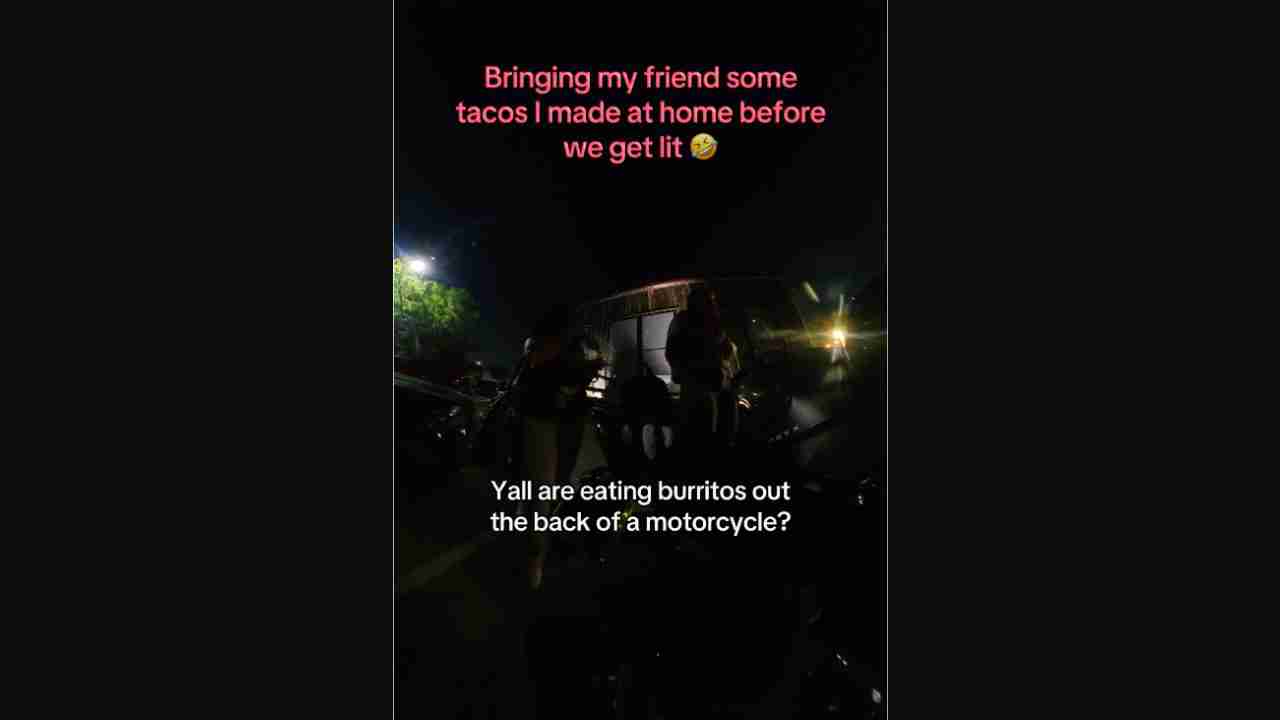 Bringing my friend some
tacos I made at home before
we get lit 🤣
Yall are eating burritos out
the back of a motorcycle?